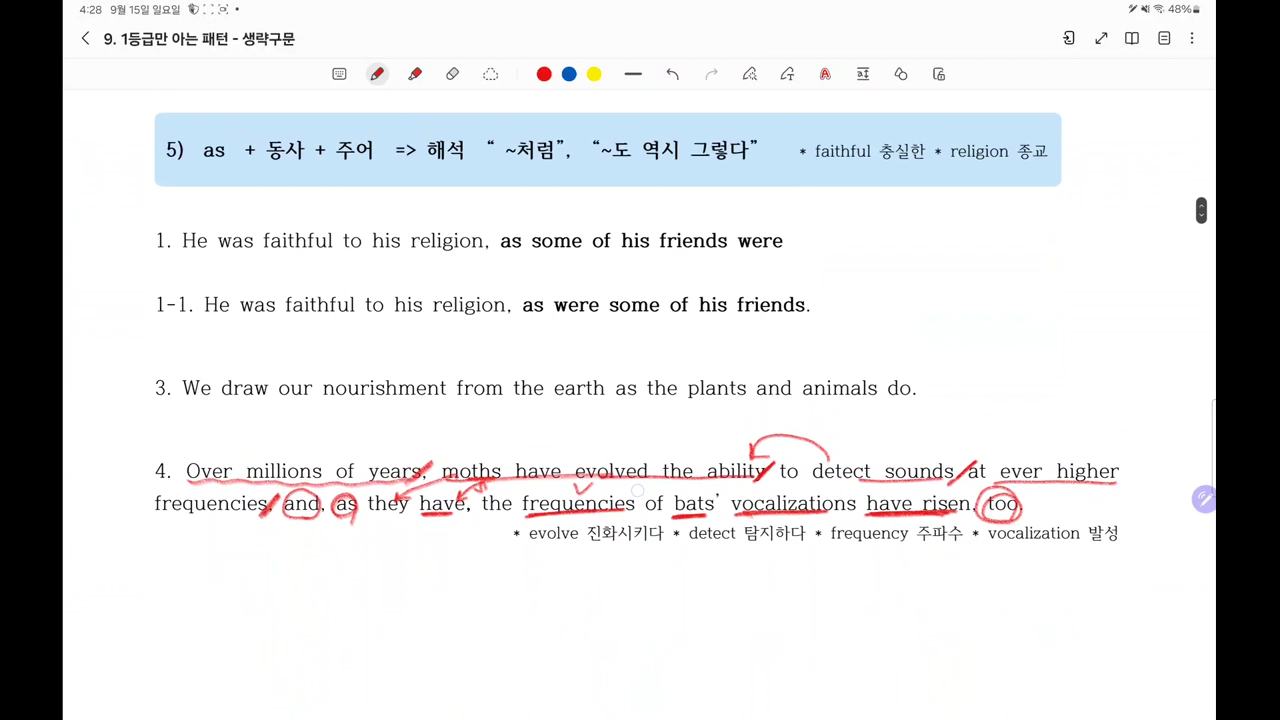 4:28 9월 15일 일요일 48%
9. 1등급만 아는 패턴 - 생략구문
5) as + 동사 + 주어 => 해석 “ ~처럼”, “~도 역시 그렇다” * faithful 충실한 * religion 종교
1. He was faithful to his religion, as some of his friends were
1-1. He was faithful to his religion, as were some of his friends.
3. We draw our nourishment from the earth as the plants and animals do.
4. Over millions of years, moths have evolved the ability to detect sounds at ever higher
frequencies, and, as they have, the frequencies of bats’ vocalizations have risen, too.
* evolve 진화시키다 * detect 탐지하다 * frequency 주파수 * vocalization 발성